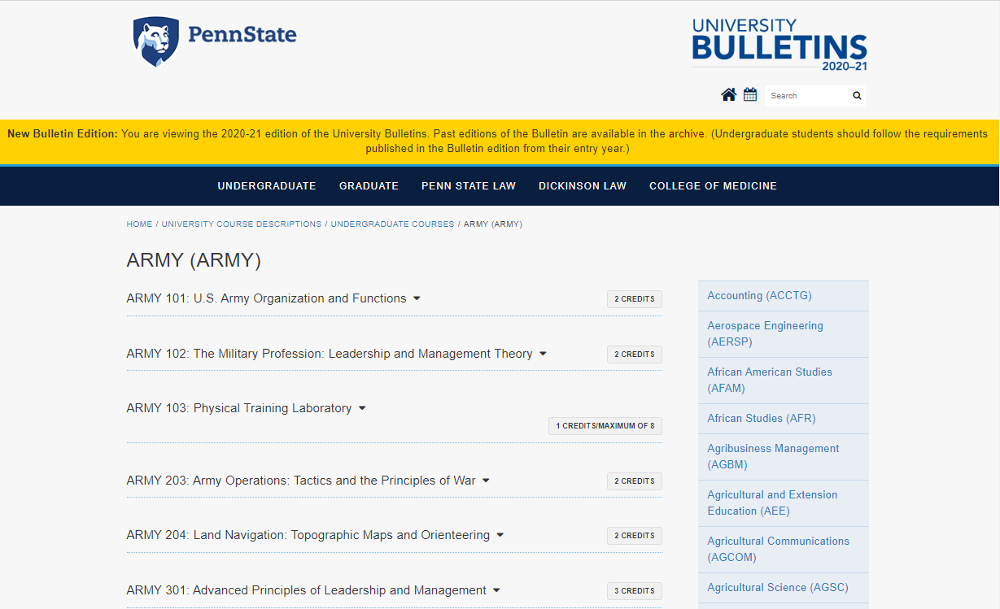 PennState
UNIVERSITY
BULLETINS
2020–21
Search
New Bulletin Edition: You are viewing the 2020-21 edition of the University Bulletins. Past editions of the Bulletin are available in the archive. (Undergraduate students should follow the requirements
published in the Bulletin edition from their entry year.)
UNDERGRADUATE GRADUATE PENN STATE LAW DICKINSON LAW COLLEGE OF MEDICINE
HOME / UNIVERSITY COURSE DESCRIPTIONS / UNDERGRADUATE COURSES / ARMY (ARMY)
ARMY (ARMY)
ARMY 101: U.S. Army Organization and Functions 2 CREDITS
ARMY 102: The Military Profession: Leadership and Management Theory 2 CREDITS
ARMY 103: Physical Training Laboratory
1 CREDITS/MAXIMUM OF 8
ARMY 203: Army Operations: Tactics and the Principles of War 2 CREDITS
ARMY 204: Land Navigation: Topographic Maps and Orienteering 2 CREDITS
ARMY 301: Advanced Principles of Leadership and Management 3 CREDITS
Accounting (ACCTG)
Aerospace Engineering
(AERSP)
African American Studies
(AFAM)
African Studies (AFR)
Agribusiness Management
(AGBM)
Agricultural and Extension
Education (AEE)
Agricultural Communications
(AGCOM)
Agricultural Science (AGSC)